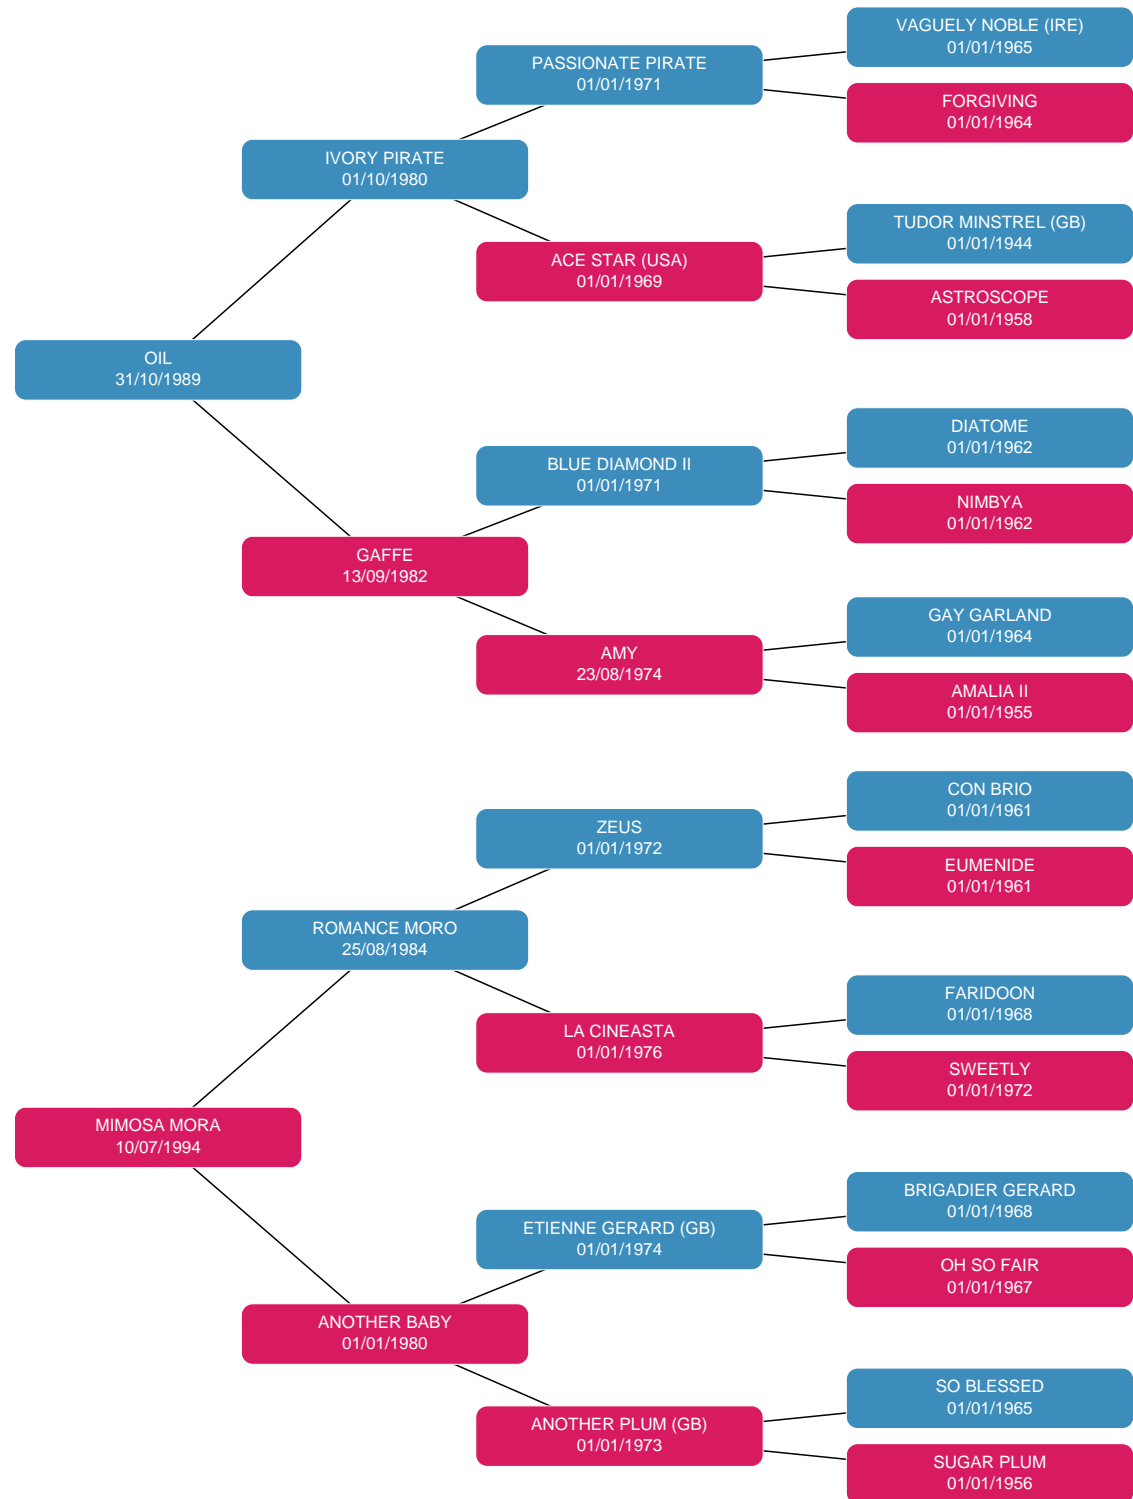 VAGUELY NOBLE (IRE)
01/01/1965
PASSIONATE PIRATE
01/01/1971
FORGIVING
01/01/1964
IVORY PIRATE
01/10/1980
TUDOR MINSTREL (GB)
01/01/1944
ACE STAR (USA)
01/01/1969
ASTROSCOPE
01/01/1958
OIL
31/10/1989
DIATOME
01/01/1962
BLUE DIAMOND II
01/01/1971
NIMBYA
01/01/1962
GAFFE
13/09/1982
GAY GARLAND
01/01/1964
AMY
23/08/1974
AMALIA II
01/01/1955
CON BRIO
01/01/1961
ZEUS
01/01/1972
EUMENIDE
01/01/1961
ROMANCE MORO
25/08/1984
FARIDOON
01/01/1968
LA CINEASTA
01/01/1976
SWEETLY
01/01/1972
MIMOSA MORA
10/07/1994
BRIGADIER GERARD
01/01/1968
ETIENNE GERARD (GB)
01/01/1974
OH SO FAIR
01/01/1967
ANOTHER BABY
01/01/1980
SO BLESSED
01/01/1965
ANOTHER PLUM (GB)
01/01/1973
SUGAR PLUM
01/01/1956